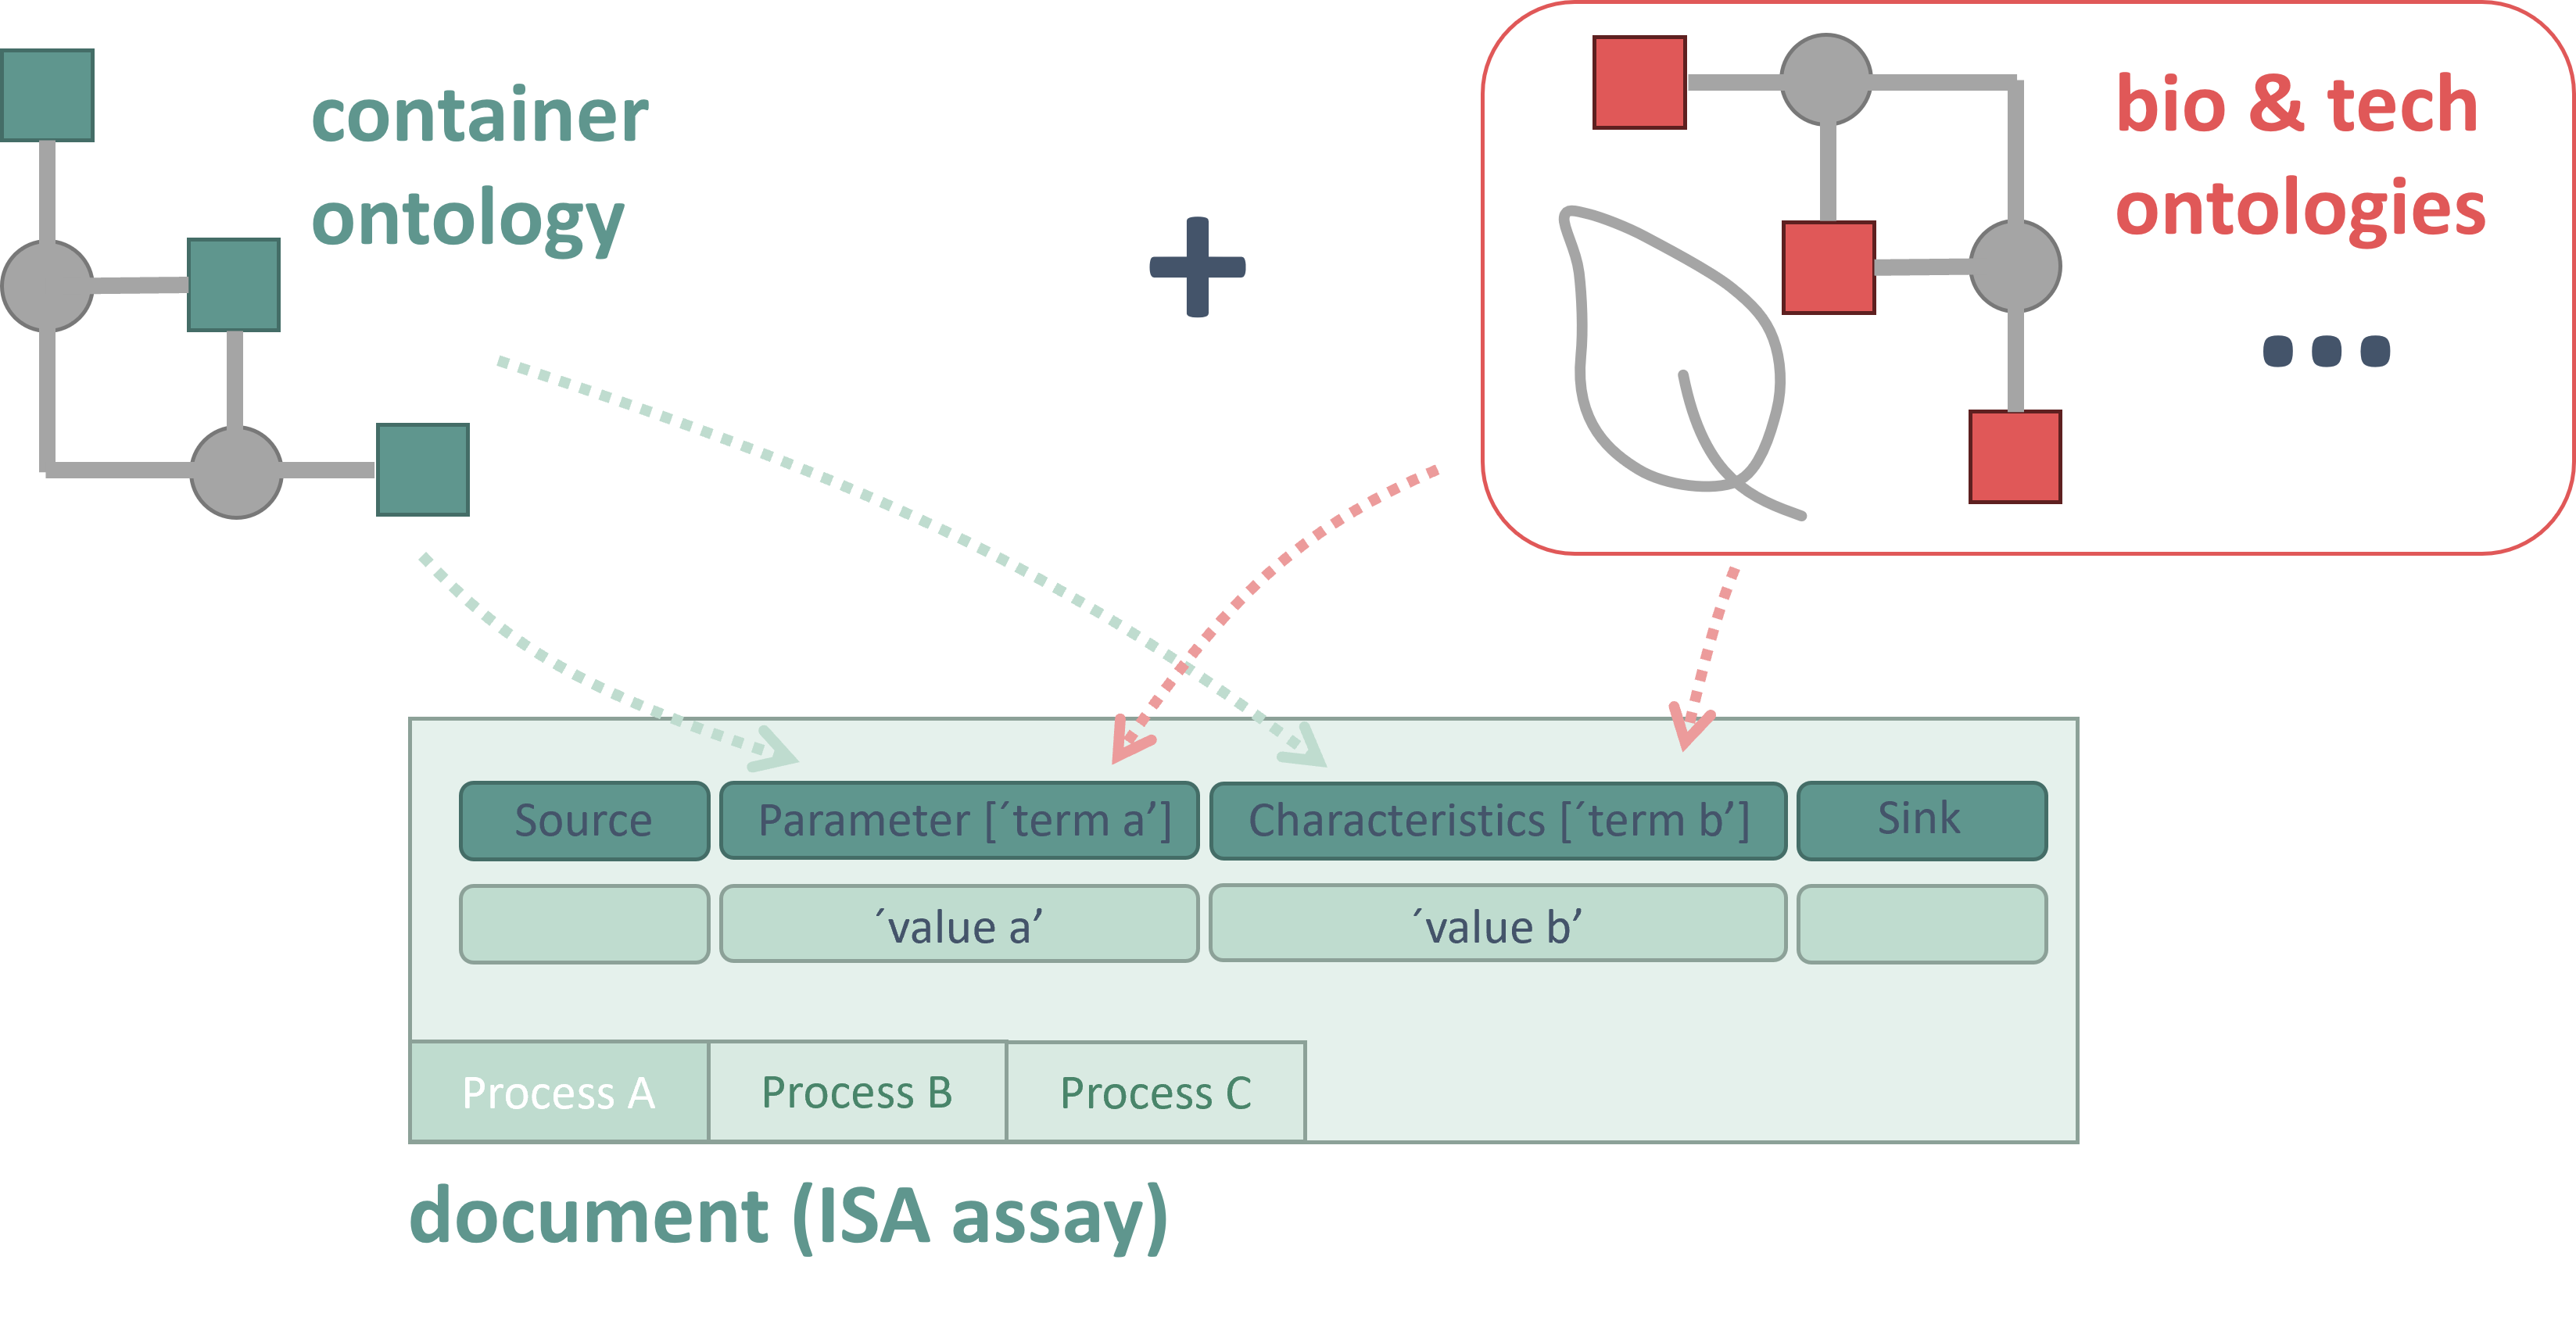 container
ontology
+
bio & tech
ontologies
...
Source
Parameter [´term a’]
Characteristics [´term b’]
Sink
´value a’
´value b’
Process A
Process B
Process C
document (ISA assay)